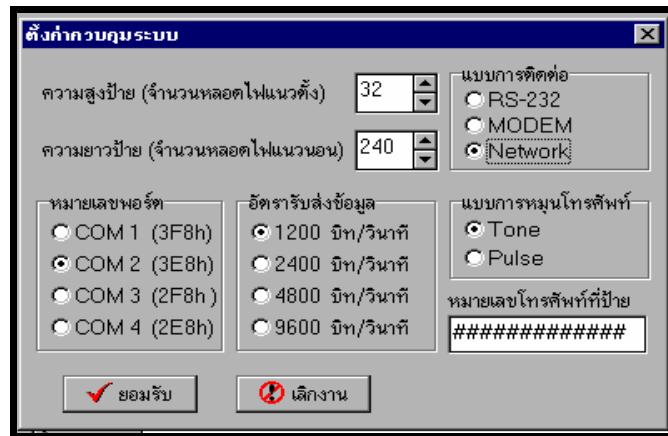 ตั้งค่าควบคุมระบบ
ความสูงป้าย (จำนวนหลอดไฟแนวตั้ง) 32
ความยาวป้าย (จำนวนหลอดไฟแนวนอน) 240
แบบการติดต่อ
RS-232
MODEM
Network
หมายเลขพอร์ต
COM 1 (3F8h)
COM 2 (3E8h)
COM 3 (2F8h )
COM 4 (2E8h)
อัตรารับส่งข้อมูล
1200 บิท/วินาที
2400 บิท/วินาที
4800 บิท/วินาที
9600 บิท/วินาที
แบบการหมุนโทรศัพท์
Tone
Pulse
หมายเลขโทรศัพท์ที่ป้าย
#############
ยอมรับ
เลิกงาน